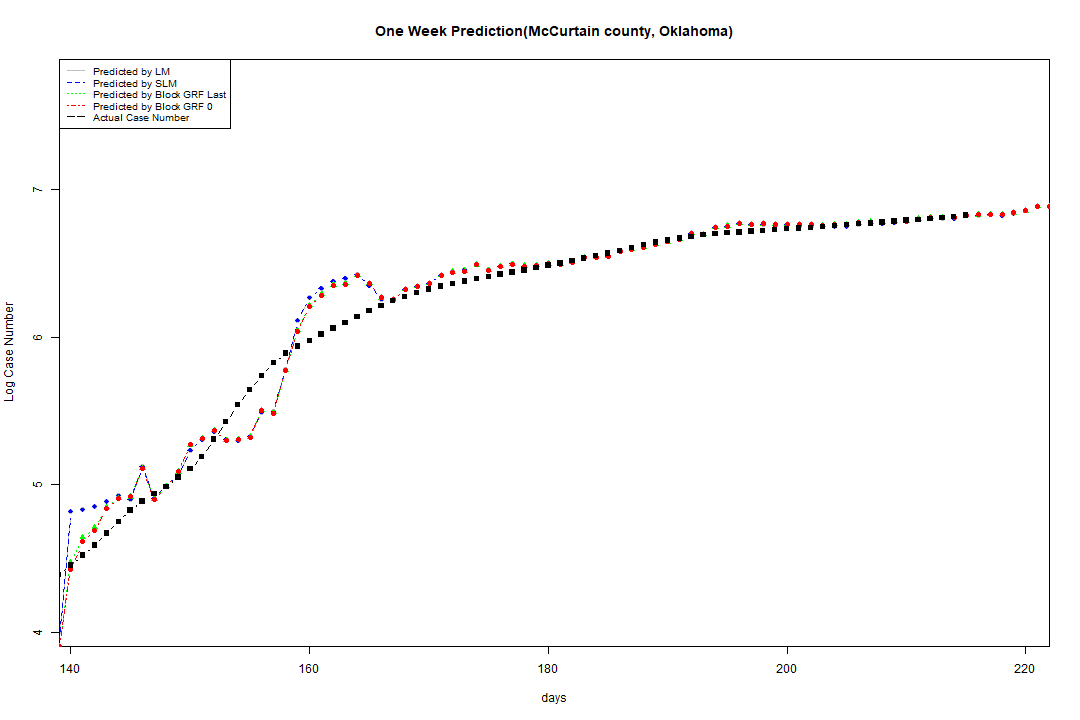 One Week Prediction(McCurtain county, Oklahoma)
Predicted by LM
Predicted by SLM
Predicted by Block GRF Last
Predicted by Block GRF 0
Actual Case Number
7
6
5
4
Log Case Number
140 160 180 200 220
days